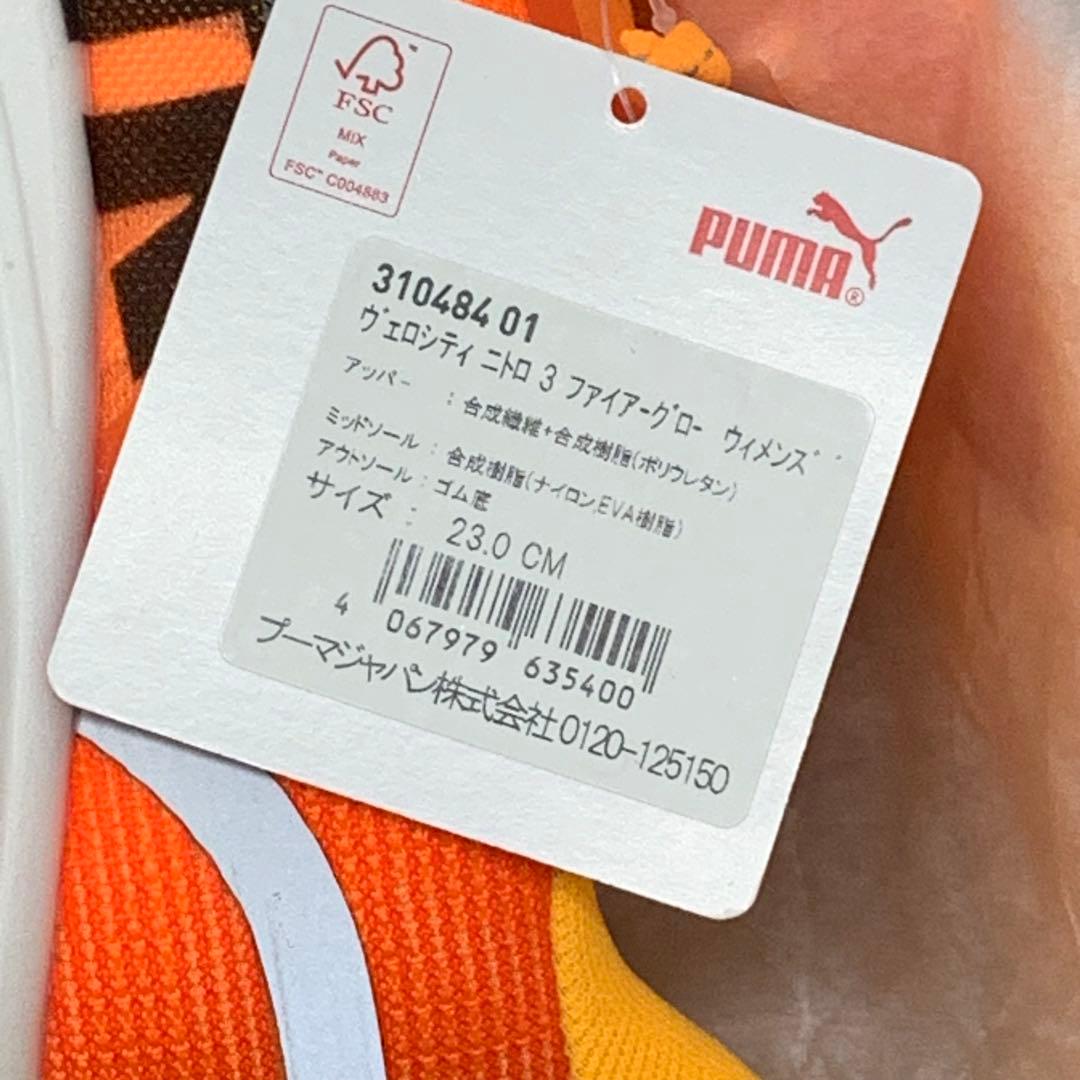 FSC™
MIX
Paper
FSC™ C004883
PUMA®
310484 01
ヴェロシティ ニトロ 3 ファイアーグロー ウィメンズ
アッパー : 合成繊維+合成樹脂(ポリウレタン)
ミッドソール : 合成樹脂(ナイロン,EVA樹脂)
アウトソール : ゴム底
サイズ : 23.0 CM
4 067979 635400
プーマジャパン株式会社 0120-125150